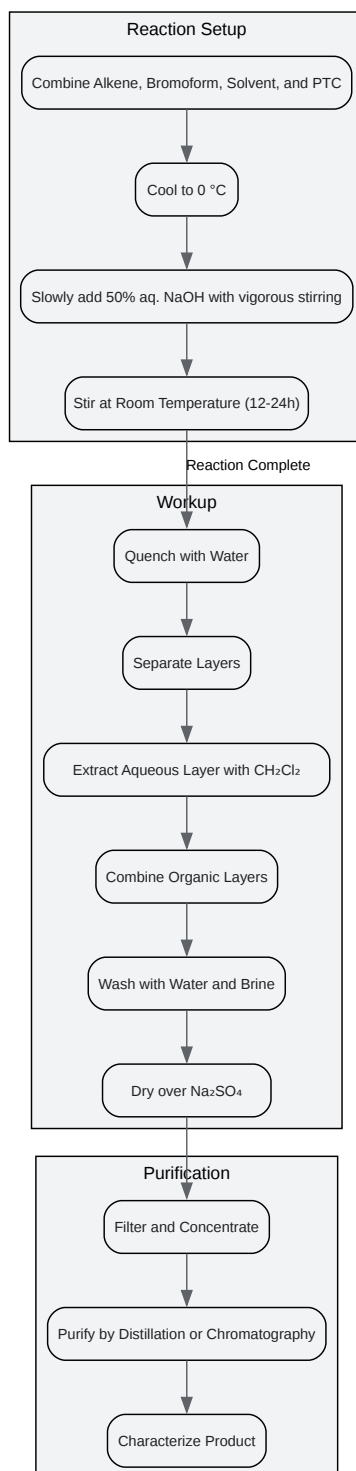 Reaction Setup
Combine Alkene, Bromoform, Solvent, and PTC
Cool to 0 °C
Slowly add 50% aq. NaOH with vigorous stirring
Stir at Room Temperature (12-24h)
Reaction Complete
Workup
Quench with Water
Separate Layers
Extract Aqueous Layer with CH₂Cl₂
Combine Organic Layers
Wash with Water and Brine
Dry over Na₂SO₄
Purification
Filter and Concentrate
Purify by Distillation or Chromatography
Characterize Product